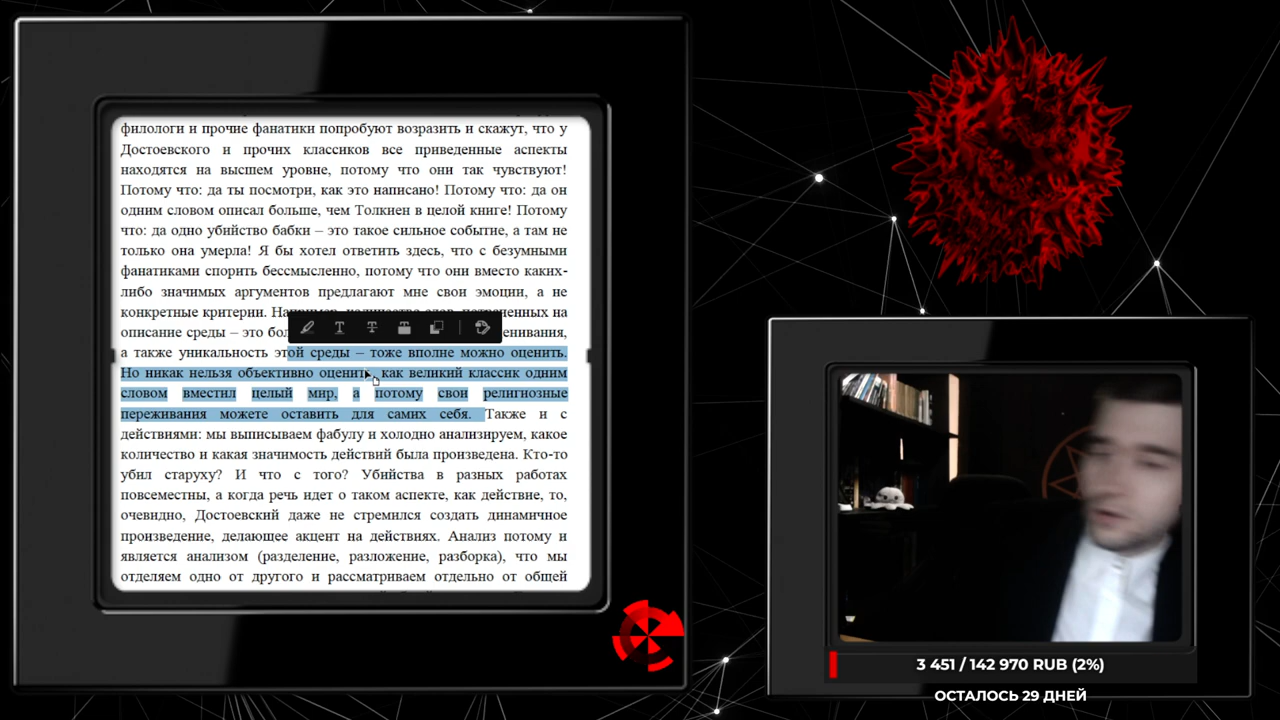 филологи и прочие фанатики попробуют возразить и скажут, что у
Достоевского и прочих классиков все приведенные аспекты
находятся на высшем уровне, потому что они так чувствуют!
Потому что: да ты посмотри, как это написано! Потому что: да он
одним словом описал больше, чем Толкиен в целой книге! Потому
что: да одно убийство бабки – это такое сильное событие, а там не
только она умерла! Я бы хотел ответить здесь, что с безумными
фанатиками спорить бессмысленно, потому что они вместо каких-
либо значимых аргументов предлагают мне свои эмоции, а не
конкретные критерии. на
описание среды – это
а также уникальность этой среды – тоже вполне можно оценить.
Но никак нельзя объективно оценить, как великий классик одним
словом вместил целый мир, а потому свои религиозные
переживания можете оставить для самих себя. Также и с
действиями: мы выписываем фабулу и холодно анализируем, какое
количество и какая значимость действий была произведена. Кто-то
убил старуху? И что с того? Убийства в разных работах
повсеместны, а когда речь идет о таком аспекте, как действие, то,
очевидно, Достоевский даже не стремился создать динамичное
произведение, делающее акцент на действиях. Анализ потому и
является анализом (разделение, разложение, разборка), что мы
отделяем одно от другого и рассматриваем отдельно от общей
3 451 / 142 970 RUB (2%)
ОСТАЛОСЬ 29 ДНЕЙ